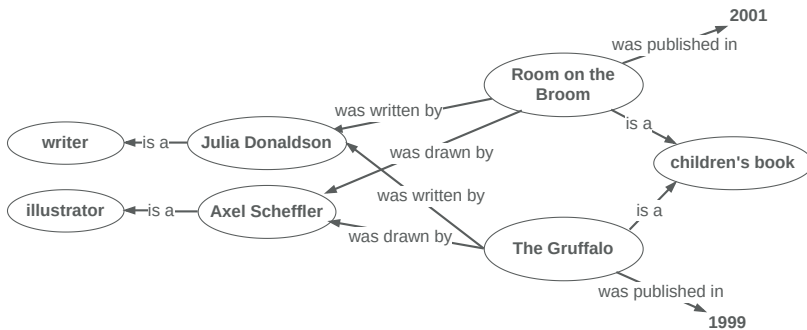 2001
was published in
Room on the
Broom
was written by
is a
writer
is a
Julia Donaldson
was drawn by
children's book
was written by
illustrator
is a
Axel Scheffler
is a
was drawn by
The Gruffalo
was published in
1999